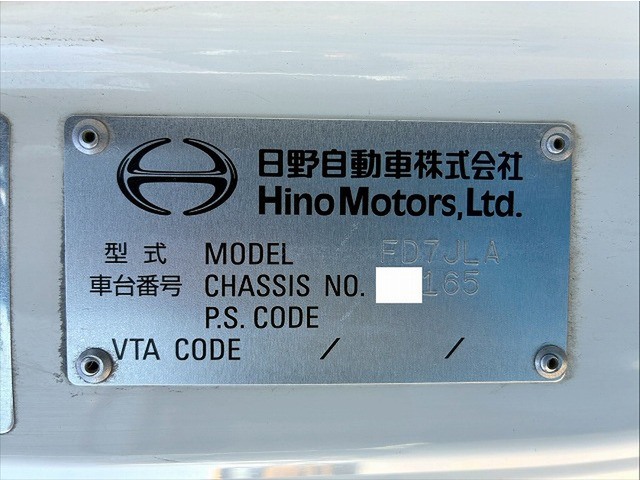 日野自動車株式会社
Hino Motors, Ltd.
型式 MODEL FD7JLA
車台番号 CHASSIS NO. 165
P.S. CODE
VTA CODE / /